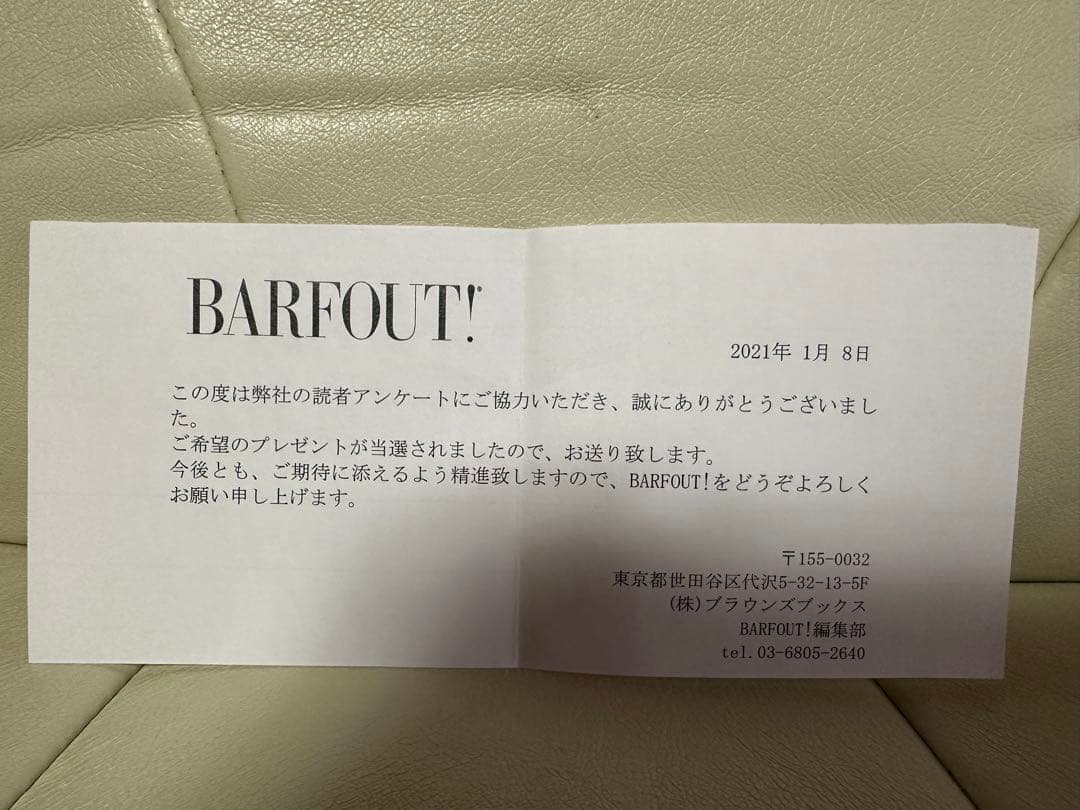 BARFOUT!
2021年 1月 8日
この度は弊社の読者アンケートにご協力いただき、誠にありがとうございまし
た。
ご希望のプレゼントが当選されましたので、お送り致します。
今後とも、ご期待に添えるよう精進致しますので、BARFOUT!をどうぞよろしく
お願い申し上げます。
〒155-0032
東京都世田谷区代沢5-32-13-5F
(株)ブラウンズブックス
BARFOUT!編集部
tel.03-6805-2640